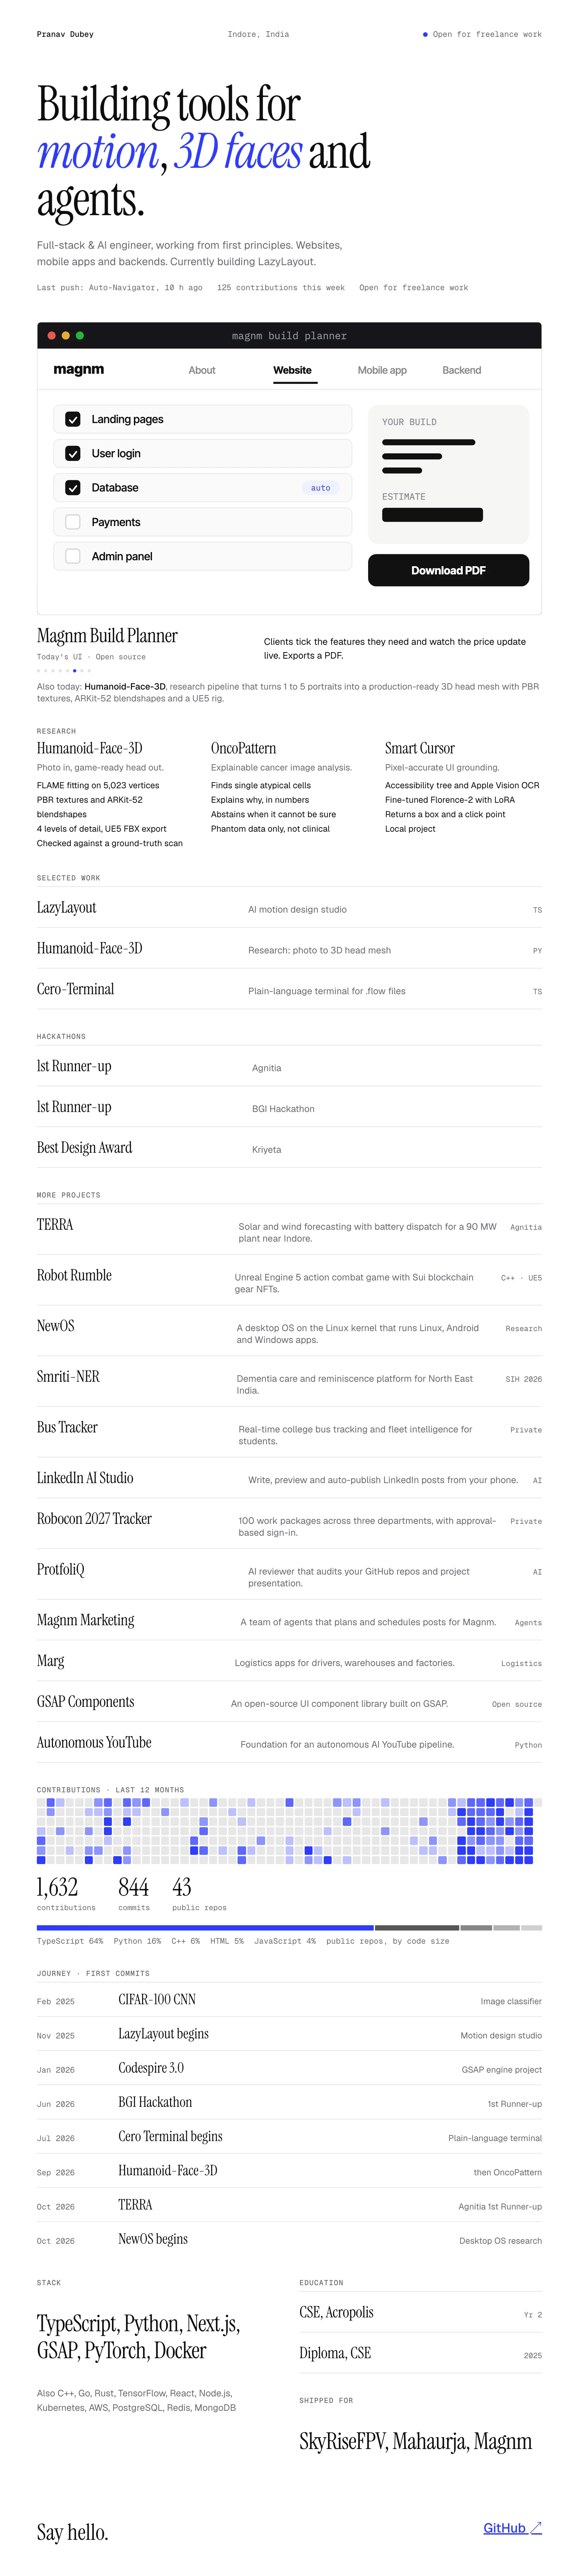 Pranav Dubey
Indore, India
Open for freelance work
Building tools for
motion, 3D faces and
agents.
Full-stack & AI engineer, working from first principles. Websites,
mobile apps and backends. Currently building LazyLayout.
Last push: Auto-Navigator, 10 h ago 125 contributions this week Open for freelance work
magnm build planner
magnm About Website Mobile app Backend
Landing pages
User login
Database auto
Payments
Admin panel
YOUR BUILD
ESTIMATE
Download PDF
Magnm Build Planner
Today's UI · Open source
Clients tick the features they need and watch the price update
live. Exports a PDF.
Also today: Humanoid-Face-3D, research pipeline that turns 1 to 5 portraits into a production-ready 3D head mesh with PBR
textures, ARKit-52 blendshapes and a UE5 rig.
RESEARCH
Humanoid-Face-3D
Photo in, game-ready head out.
FLAME fitting on 5,023 vertices
PBR textures and ARKit-52
blendshapes
4 levels of detail, UE5 FBX export
Checked against a ground-truth scan
OncoPattern
Explainable cancer image analysis.
Finds single atypical cells
Explains why, in numbers
Abstains when it cannot be sure
Phantom data only, not clinical
Smart Cursor
Pixel-accurate UI grounding.
Accessibility tree and Apple Vision OCR
Fine-tuned Florence-2 with LoRA
Returns a box and a click point
Local project
SELECTED WORK
LazyLayout AI motion design studio TS
Humanoid-Face-3D Research: photo to 3D head mesh PY
Cero-Terminal Plain-language terminal for .flow files TS
HACKATHONS
1st Runner-up Agnitia
1st Runner-up BGI Hackathon
Best Design Award Kriyeta
MORE PROJECTS
TERRA Solar and wind forecasting with battery dispatch for a 90 MW Agnitia
plant near Indore.
Robot Rumble Unreal Engine 5 action combat game with Sui blockchain C++ · UE5
gear NFTs.
NewOS A desktop OS on the Linux kernel that runs Linux, Android Research
and Windows apps.
Smriti-NER Dementia care and reminiscence platform for North East SIH 2026
India.
Bus Tracker Real-time college bus tracking and fleet intelligence for Private
students.
LinkedIn AI Studio Write, preview and auto-publish LinkedIn posts from your phone. AI
Robocon 2027 Tracker 100 work packages across three departments, with approval- Private
based sign-in.
ProtfoliQ AI reviewer that audits your GitHub repos and project AI
presentation.
Magnm Marketing A team of agents that plans and schedules posts for Magnm. Agents
Marg Logistics apps for drivers, warehouses and factories. Logistics
GSAP Components An open-source UI component library built on GSAP. Open source
Autonomous YouTube Foundation for an autonomous AI YouTube pipeline. Python
CONTRIBUTIONS · LAST 12 MONTHS
1,632 844 43
contributions commits public repos
TypeScript 64% Python 16% C++ 6% HTML 5% JavaScript 4% public repos, by code size
JOURNEY · FIRST COMMITS
Feb 2025 CIFAR-100 CNN Image classifier
Nov 2025 LazyLayout begins Motion design studio
Jan 2026 Codespire 3.0 GSAP engine project
Jun 2026 BGI Hackathon 1st Runner-up
Jul 2026 Cero Terminal begins Plain-language terminal
Sep 2026 Humanoid-Face-3D then OncoPattern
Oct 2026 TERRA Agnitia 1st Runner-up
Oct 2026 NewOS begins Desktop OS research
STACK
TypeScript, Python, Next.js,
GSAP, PyTorch, Docker
Also C++, Go, Rust, TensorFlow, React, Node.js,
Kubernetes, AWS, PostgreSQL, Redis, MongoDB
EDUCATION
CSE, Acropolis Yr 2
Diploma, CSE 2025
SHIPPED FOR
SkyRiseFPV, Mahaurja, Magnm
Say hello.
GitHub ↗